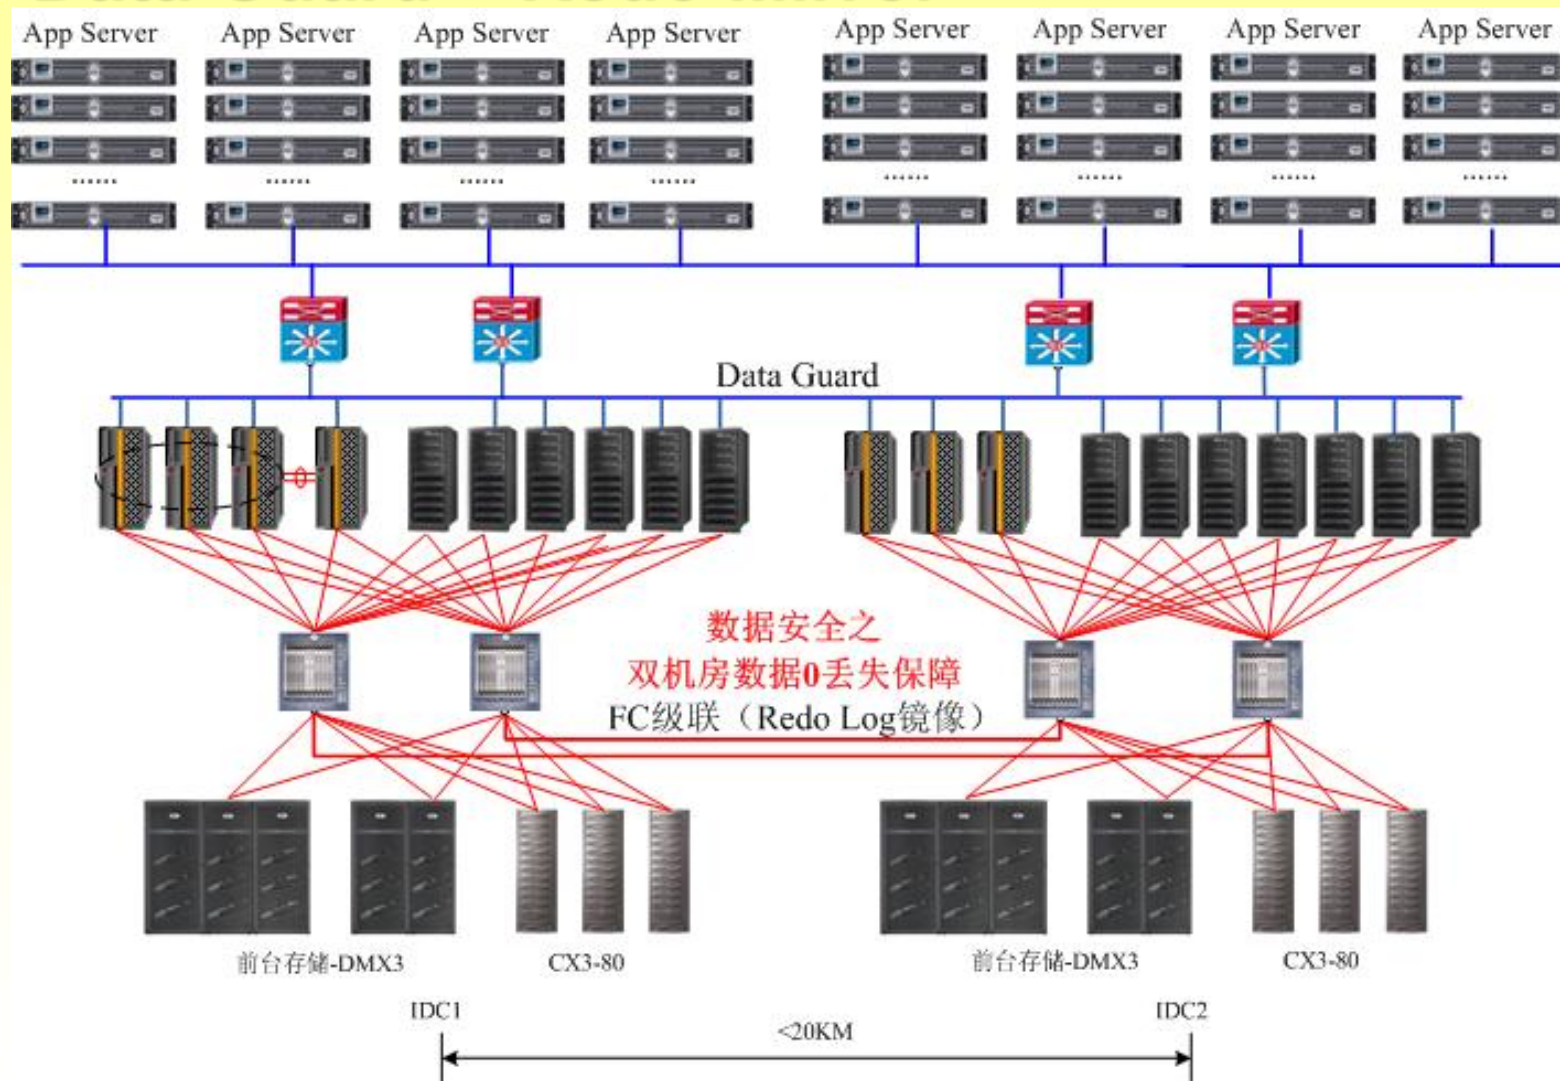 App Server App Server App Server App Server App Server App Server App Server App Server
...... ...... ...... ...... ...... ...... ...... ......
Data Guard
数据安全之
双机房数据0丢失保障
FC级联（Redo Log镜像）
前台存储-DMX3 CX3-80 前台存储-DMX3 CX3-80
IDC1 IDC2
<20KM